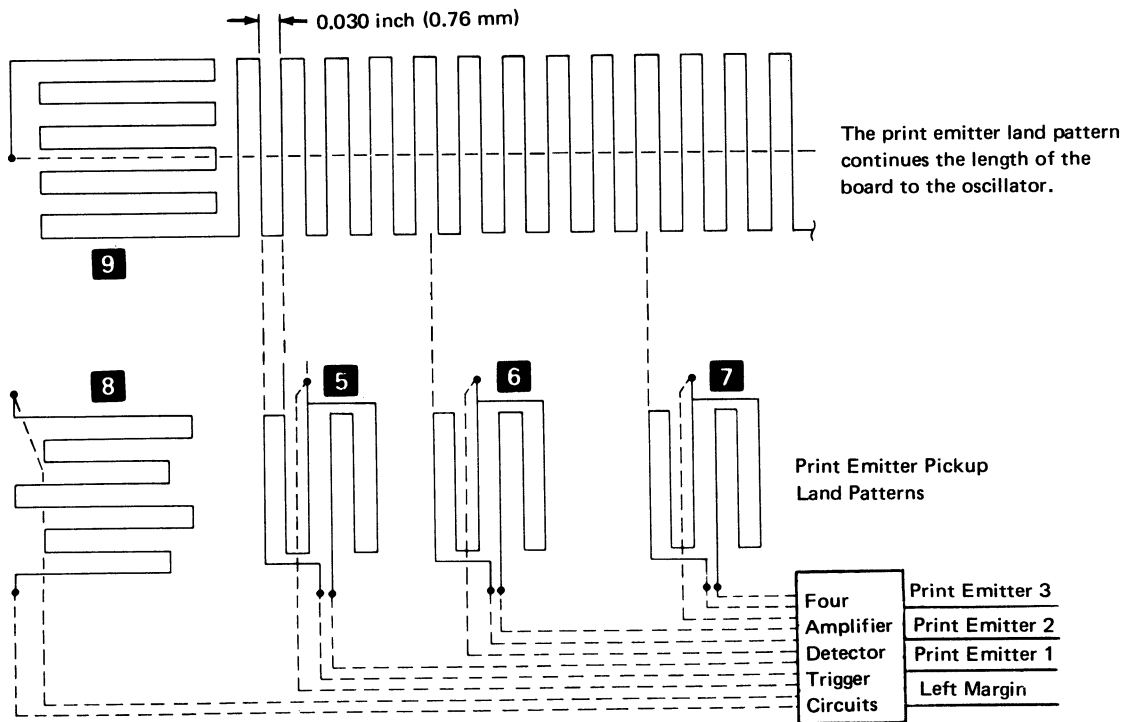 0.030 inch (0.76 mm)
The print emitter land pattern
continues the length of the
board to the oscillator.
9
8
5
6
7
Print Emitter Pickup
Land Patterns
Four
Amplifier
Detector
Trigger
Circuits
Print Emitter 3
Print Emitter 2
Print Emitter 1
Left Margin